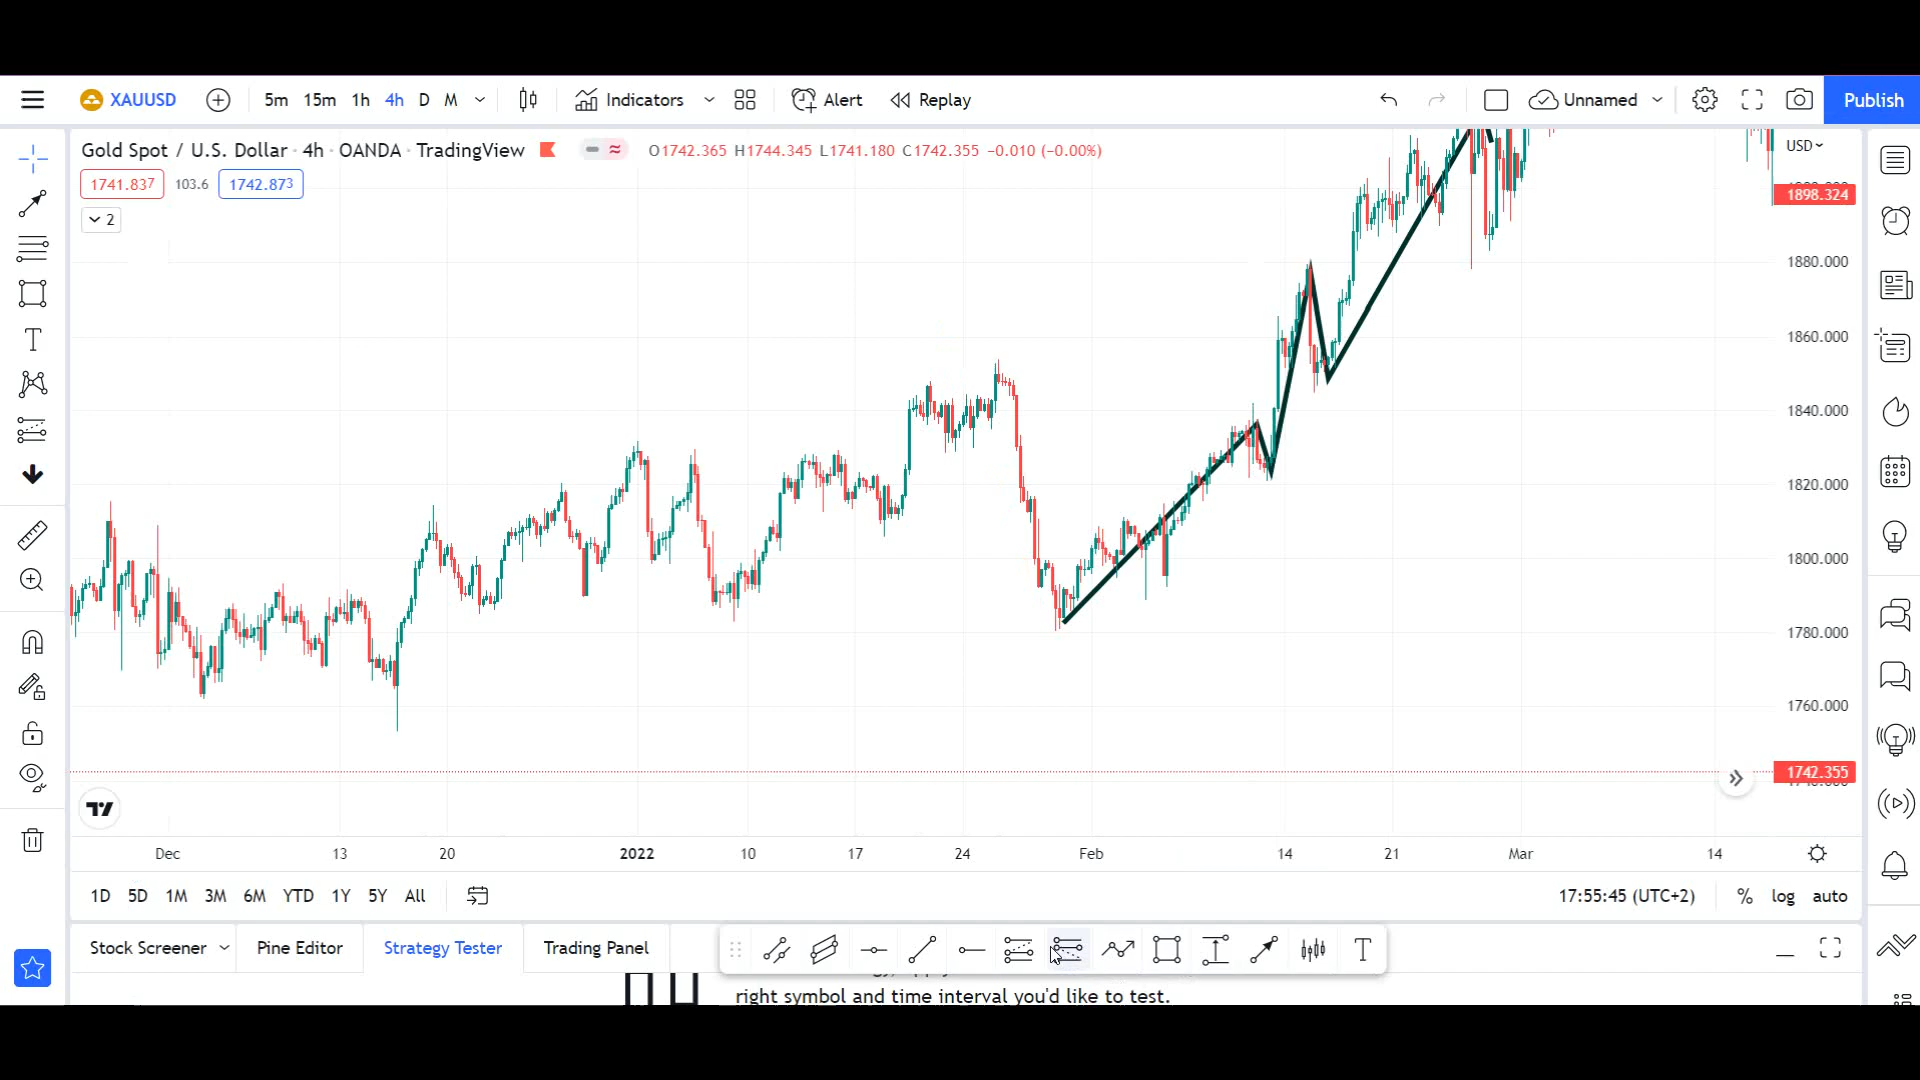 XAUUSD 5m 15m 1h 4h D M Indicators Alert Replay Unnamed Publish
Gold Spot / U.S. Dollar · 4h · OANDA · TradingView O1742.365 H1744.345 L1741.180 C1742.355 −0.010 (−0.00%) USD
1741.837 103.6 1742.873
1898.324
2
1880.000
1860.000
1840.000
1820.000
1800.000
1780.000
1760.000
1742.355
Dec 13 20 2022 10 17 24 Feb 14 21 Mar 14
1D 5D 1M 3M 6M YTD 1Y 5Y All 17:55:45 (UTC+2) % log auto
Stock Screener Pine Editor Strategy Tester Trading Panel
right symbol and time interval you'd like to test.